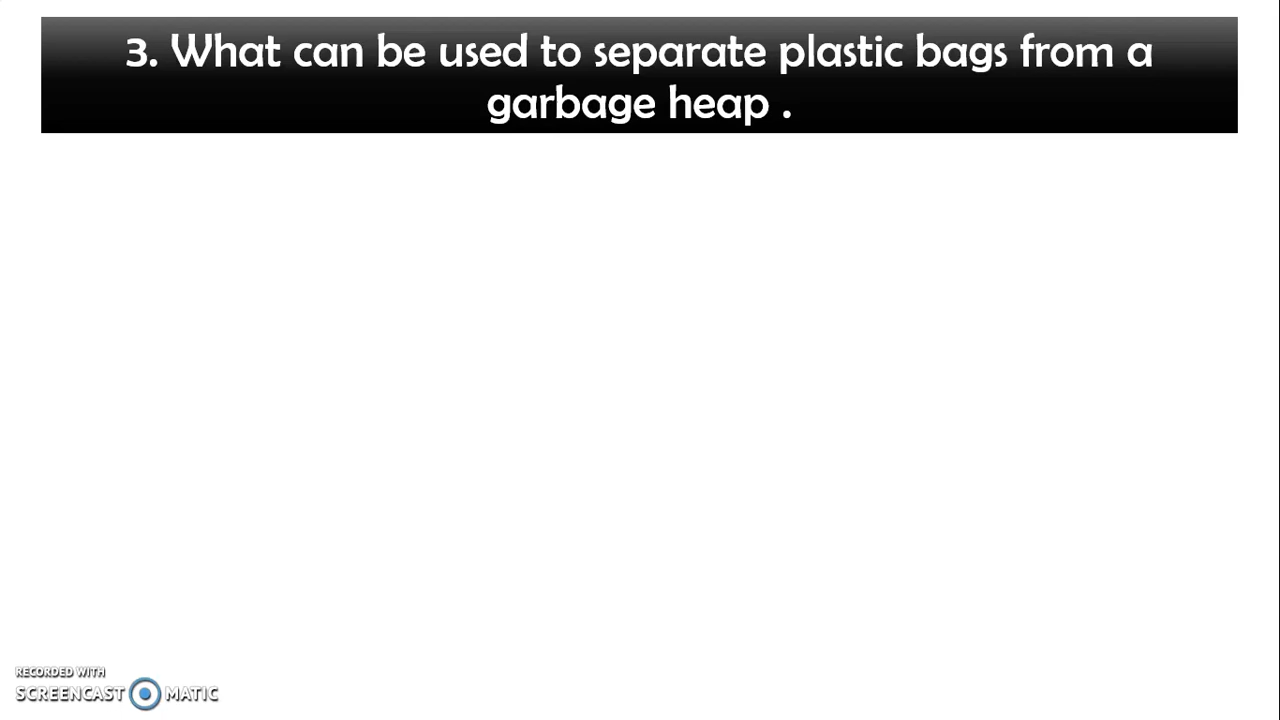 3. What can be used to separate plastic bags from a
garbage heap .
RECORDED WITH
SCREENCAST MATIC